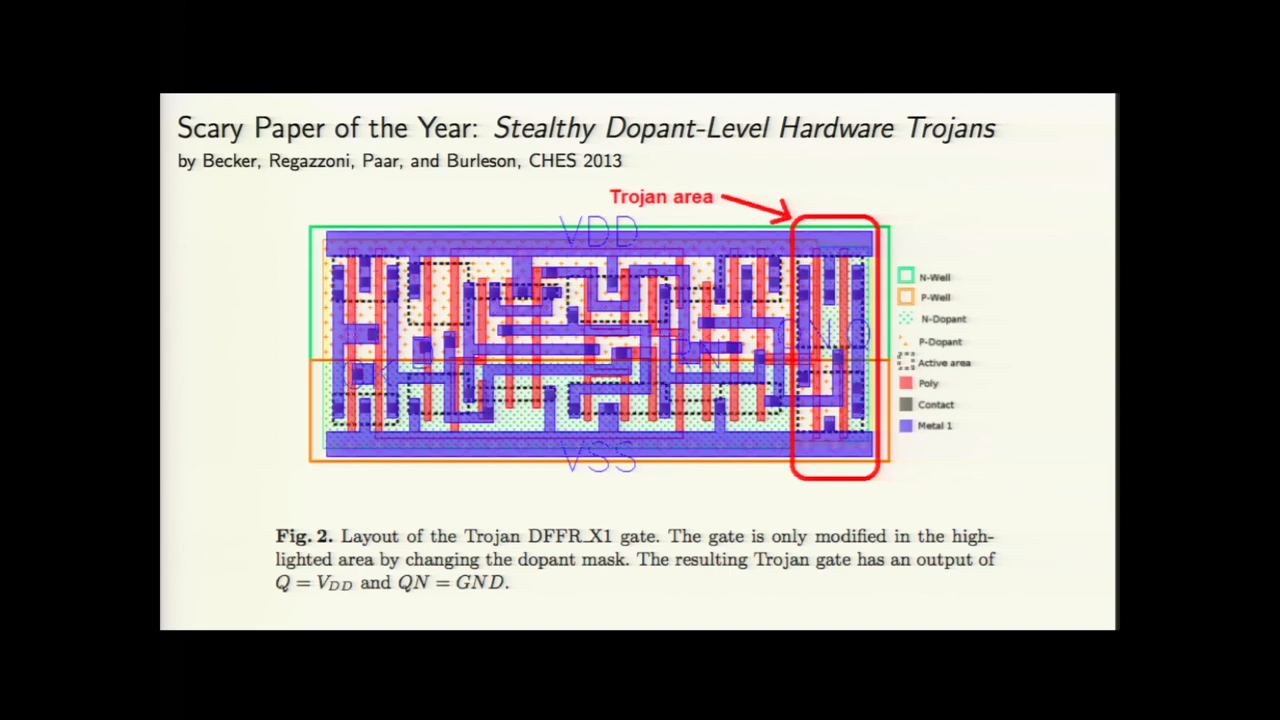 Scary Paper of the Year: Stealthy Dopant-Level Hardware Trojans
by Becker, Regazzoni, Paar, and Burleson, CHES 2013
Trojan area
VDD
N-Well
P-Well
N-Dopant
P-Dopant
Active area
Poly
Contact
Metal 1
VSS
Fig. 2. Layout of the Trojan DFFR_X1 gate. The gate is only modified in the high-
lighted area by changing the dopant mask. The resulting Trojan gate has an output of
Q = VDD and QN = GND.